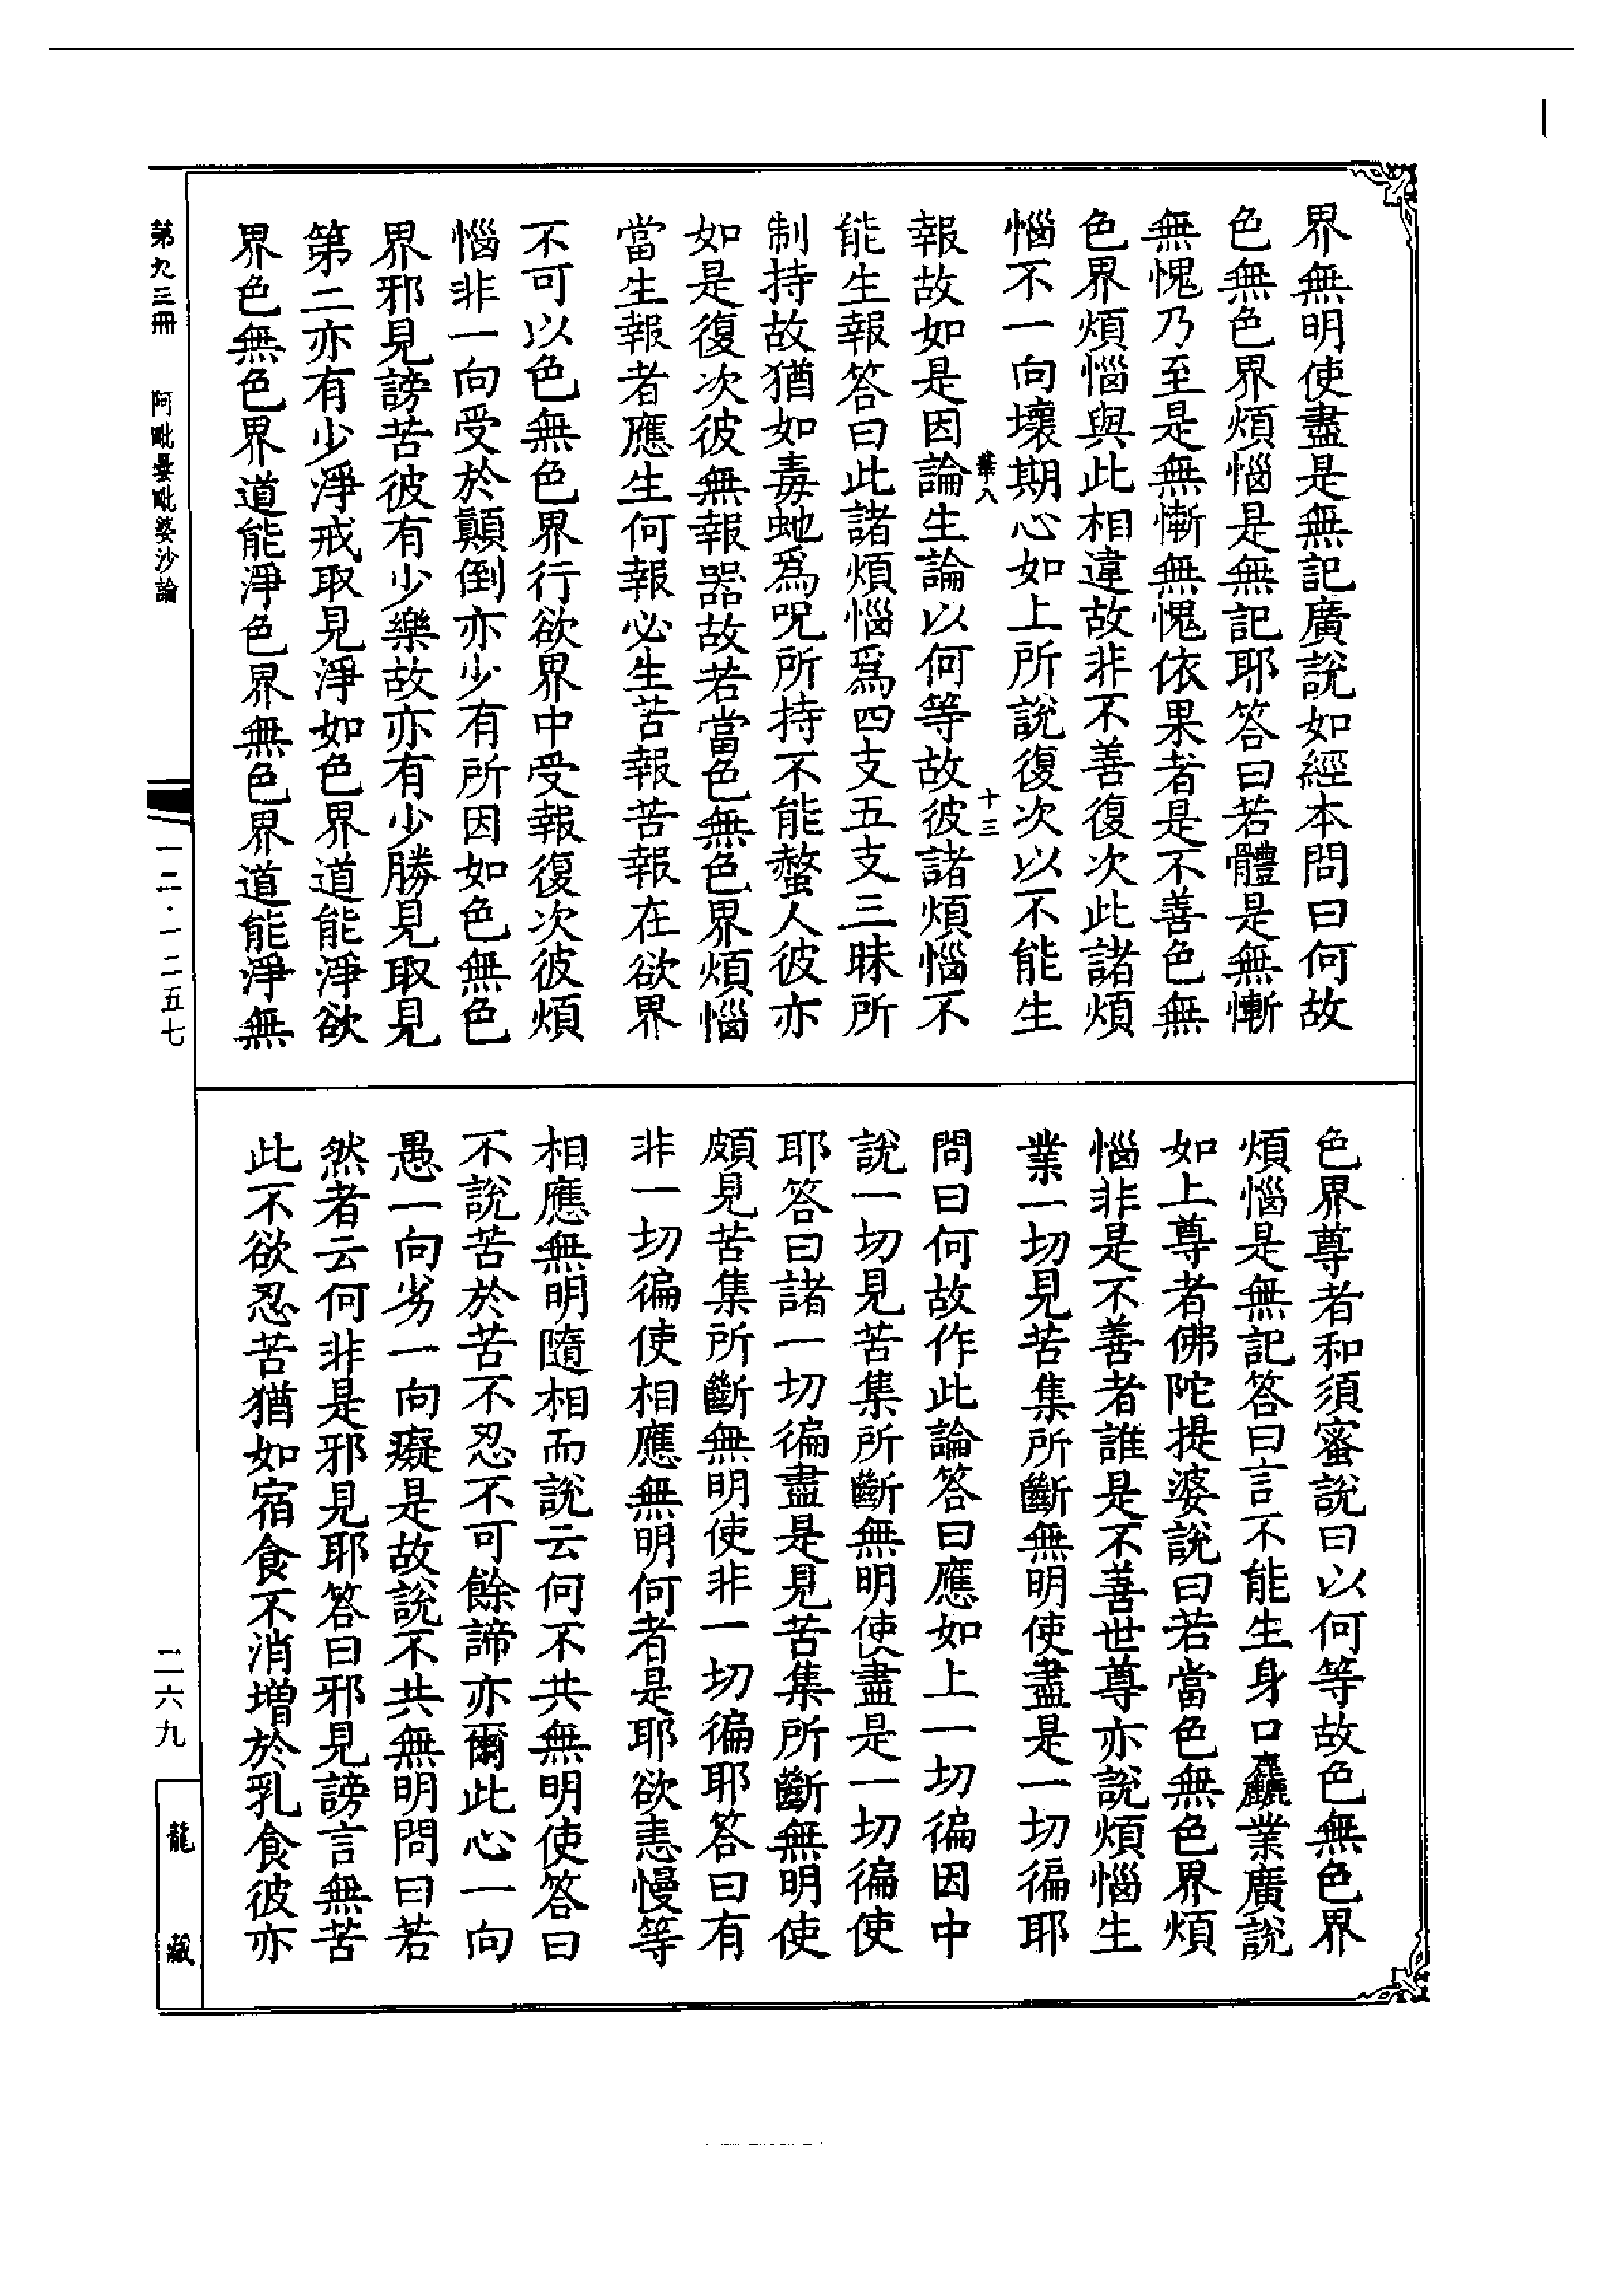 界無明使盡是無記廣說如經本問曰何故
色無色界煩惱是無記耶答曰若體是無慚
無愧乃至是無慚無愧依果者是不善色無
色界煩惱與此相違故非不善復次此諸煩
惱不一向壞期心如上所說復次以不能生
華八
十三
報故如是因論生論以何等故彼諸煩惱不
能生報答曰此諸煩惱爲四支五支三昧所
制持故猶如毒虵爲呪所持不能螫人彼亦
如是復次彼無報器故若當色無色界煩惱
當生報者應生何報必生苦報苦報在欲界
不可以色無色界行欲界中受報復次彼煩
惱非一向受於顛倒亦少有所因如色無色
界邪見謗苦彼有少樂故亦有少勝見取見
第二亦有少淨戒取見淨如色界道能淨欲
界色無色界道能淨色界無色界道能淨無
色界尊者和須蜜說曰以何等故色無色界
煩惱是無記答曰言不能生身口麤業廣說
如上尊者佛陀提婆說曰若當色無色界煩
惱非是不善者誰是不善世尊亦說煩惱生
業一切見苦集所斷無明使盡是一切徧耶
問曰何故作此論答曰應如上一切徧因中
說一切見苦集所斷無明使盡是一切徧使
耶答曰諸一切徧盡是見苦集所斷無明使
頗見苦集所斷無明使非一切徧耶答曰有
非一切徧使相應無明何者是耶欲恚慢等
相應無明隨相而說云何不共無明使答曰
不說苦於苦不忍不可餘諦亦爾此心一向
愚一向劣一向癡是故說不共無明問曰若
然者云何非是邪見耶答曰邪見謗言無苦
此不欲忍苦猶如宿食不消增於乳食彼亦
第九三冊 阿毗曇毗婆沙論
一二·一二五七
二六九
龍藏